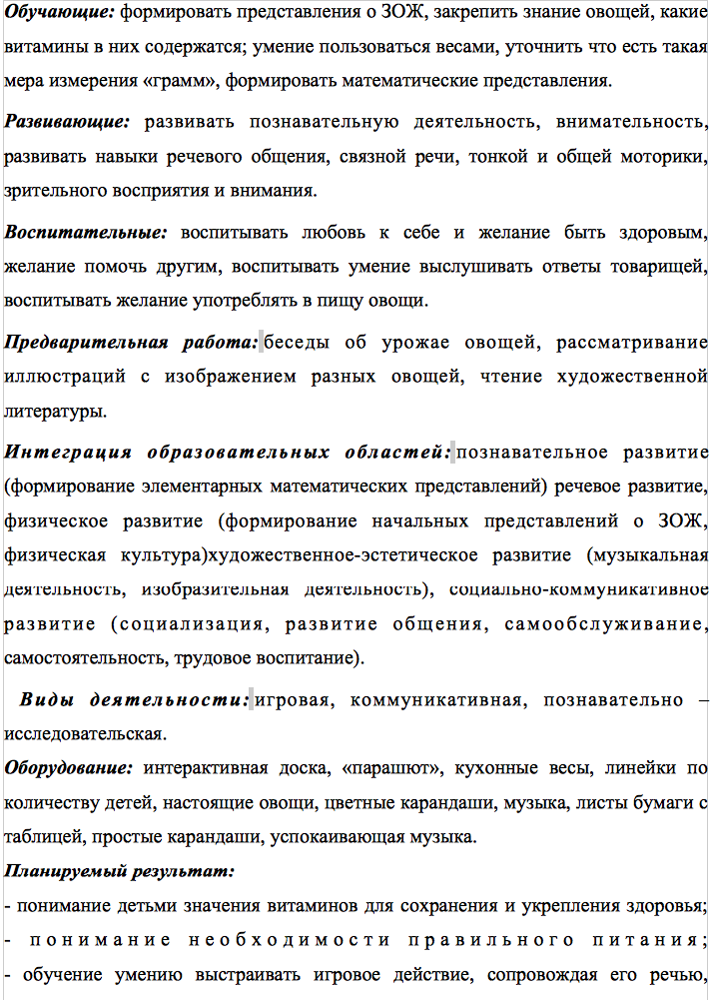 Обучающие: формировать представления о ЗОЖ, закрепить знание овощей, какие
витамины в них содержатся; умение пользоваться весами, уточнить что есть такая
мера измерения «грамм», формировать математические представления.
Развивающие: развивать познавательную деятельность, внимательность,
развивать навыки речевого общения, связной речи, тонкой и общей моторики,
зрительного восприятия и внимания.
Воспитательные: воспитывать любовь к себе и желание быть здоровым,
желание помочь другим, воспитывать умение выслушивать ответы товарищей,
воспитывать желание употреблять в пищу овощи.
Предварительная работа: беседы об урожае овощей, рассматривание
иллюстраций с изображением разных овощей, чтение художественной
литературы.
Интеграция образовательных областей: познавательное развитие
(формирование элементарных математических представлений) речевое развитие,
физическое развитие (формирование начальных представлений о ЗОЖ,
физическая культура)художественное-эстетическое развитие (музыкальная
деятельность, изобразительная деятельность), социально-коммуникативное
развитие (социализация, развитие общения, самообслуживание,
самостоятельность, трудовое воспитание).
Виды деятельности: игровая, коммуникативная, познавательно –
исследовательская.
Оборудование: интерактивная доска, «парашют», кухонные весы, линейки по
количеству детей, настоящие овощи, цветные карандаши, музыка, листы бумаги с
таблицей, простые карандаши, успокаивающая музыка.
Планируемый результат:
- понимание детьми значения витаминов для сохранения и укрепления здоровья;
- понимание необходимости правильного питания;
- обучение умению выстраивать игровое действие, сопровождая его речью,